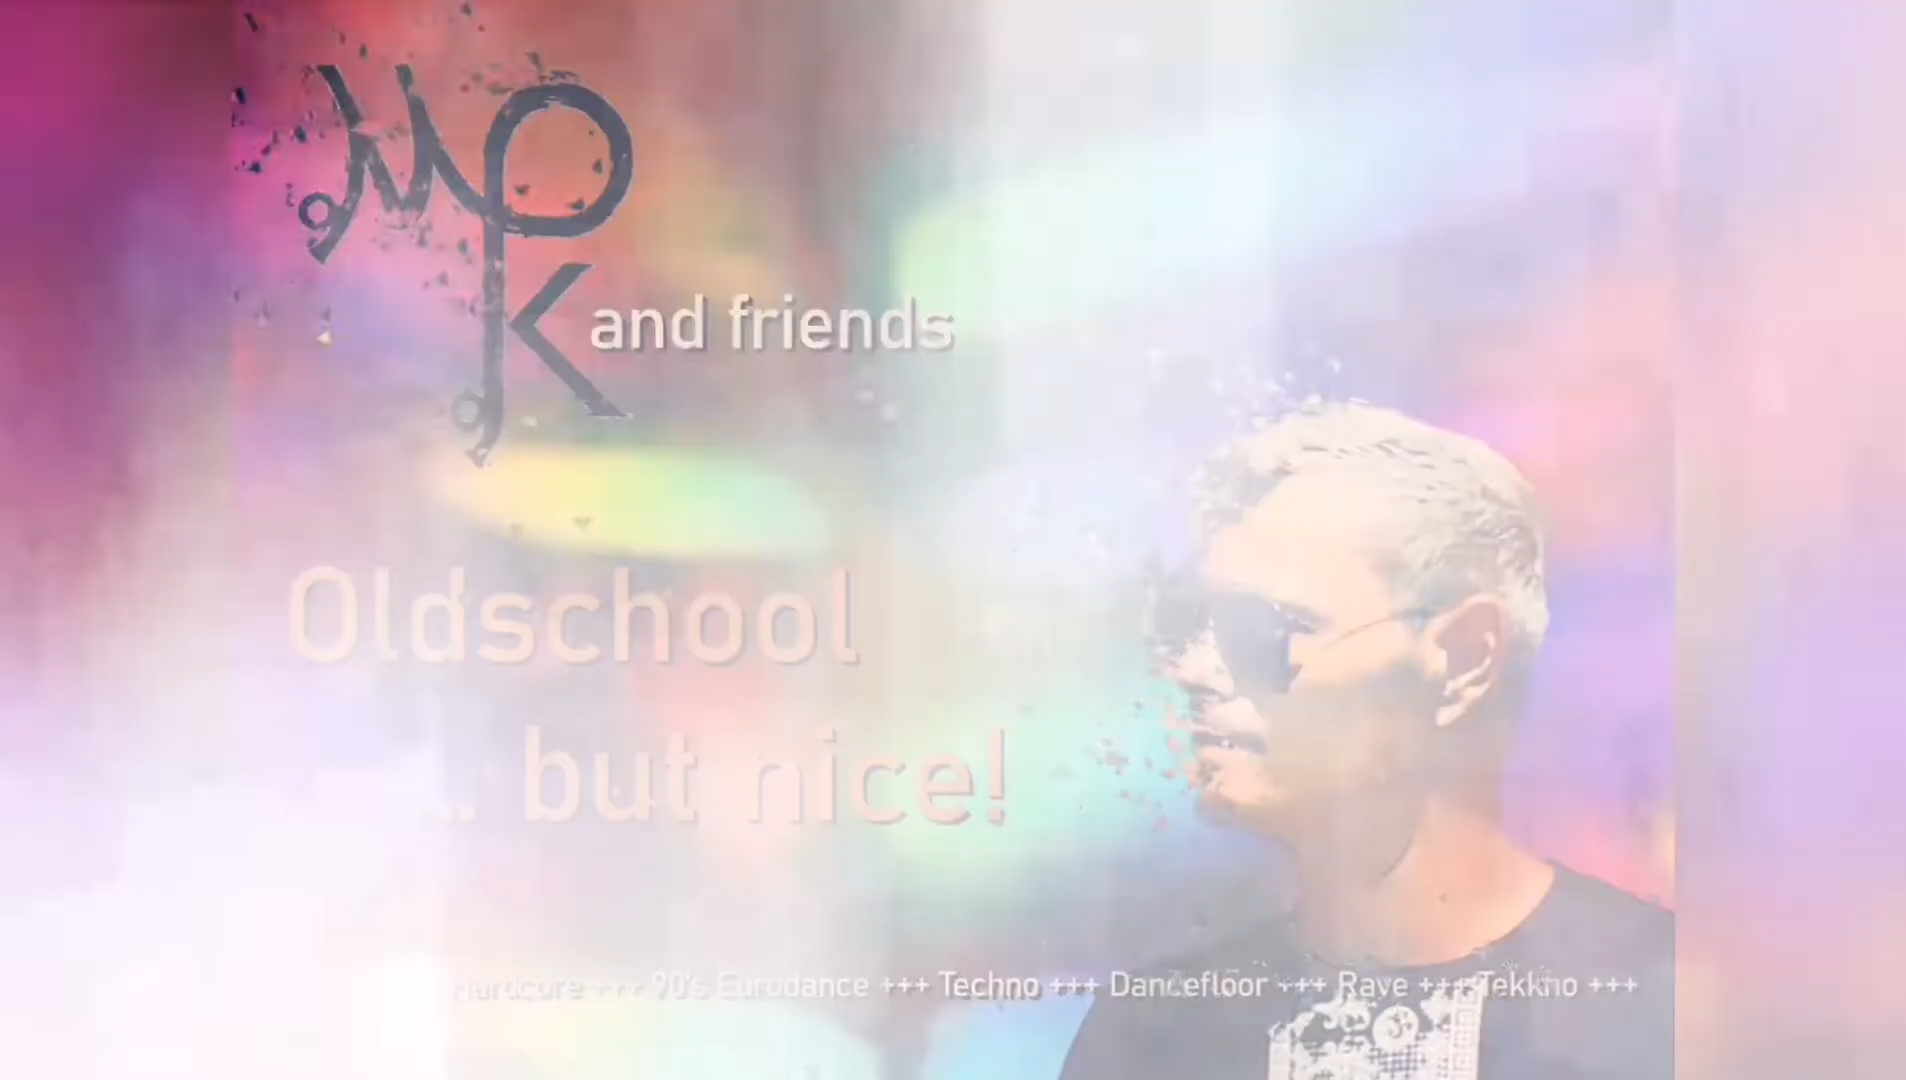 MPK
and friends
Oldschool
.. but nice!
Hardcore +++ 90's Eurodance +++ Techno +++ Dancefloor +++ Rave +++ Tekkno +++